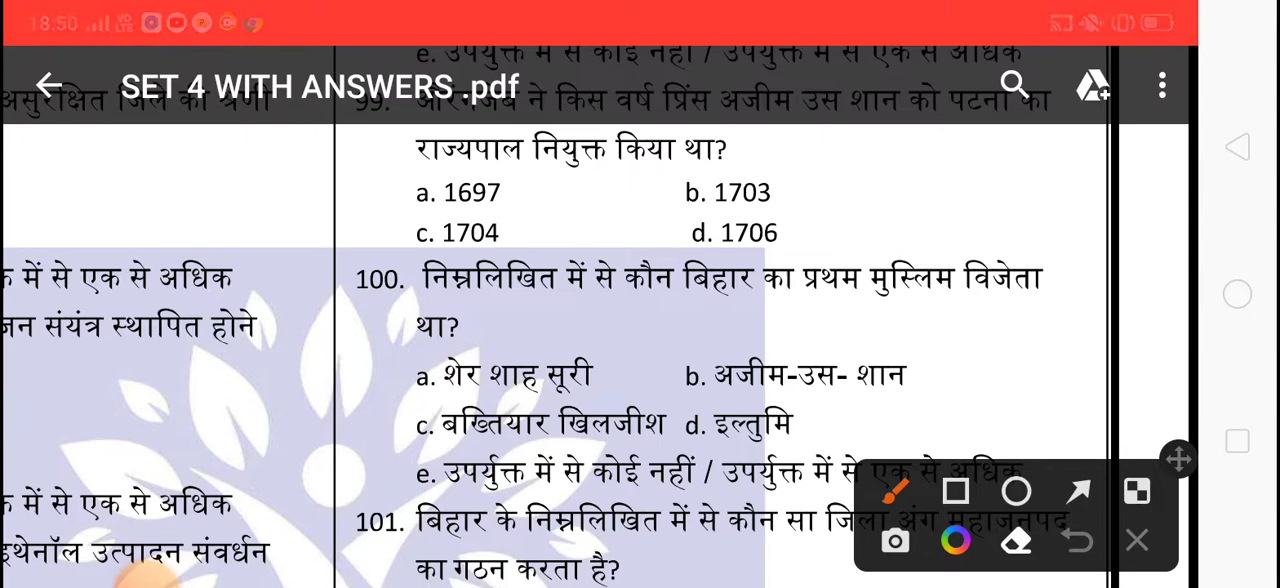 18:50
VO LTE
e. उपर्युक्त में से कोई नहीं / उपर्युक्त में से एक से अधिक
SET 4 WITH ANSWERS .pdf
असुरक्षित जिले की श्रेणी
99. औरंगजेब ने किस वर्ष प्रिंस अजीम उस शान को पटना का
राज्यपाल नियुक्त किया था?
a. 1697 b. 1703
c. 1704 d. 1706
में से एक से अधिक
100. निम्नलिखित में से कौन बिहार का प्रथम मुस्लिम विजेता
संयंत्र स्थापित होने
था?
a. शेर शाह सूरी b. अजीम-उस- शान
c. बख्तियार खिलजीश d. इल्तुमि
e. उपर्युक्त में से कोई नहीं / उपर्युक्त में से एक से अधिक
में से एक से अधिक
101. बिहार के निम्नलिखित में से कौन सा जिला अंग महाजनपद
इथेनॉल उत्पादन संवर्धन
का गठन करता है?